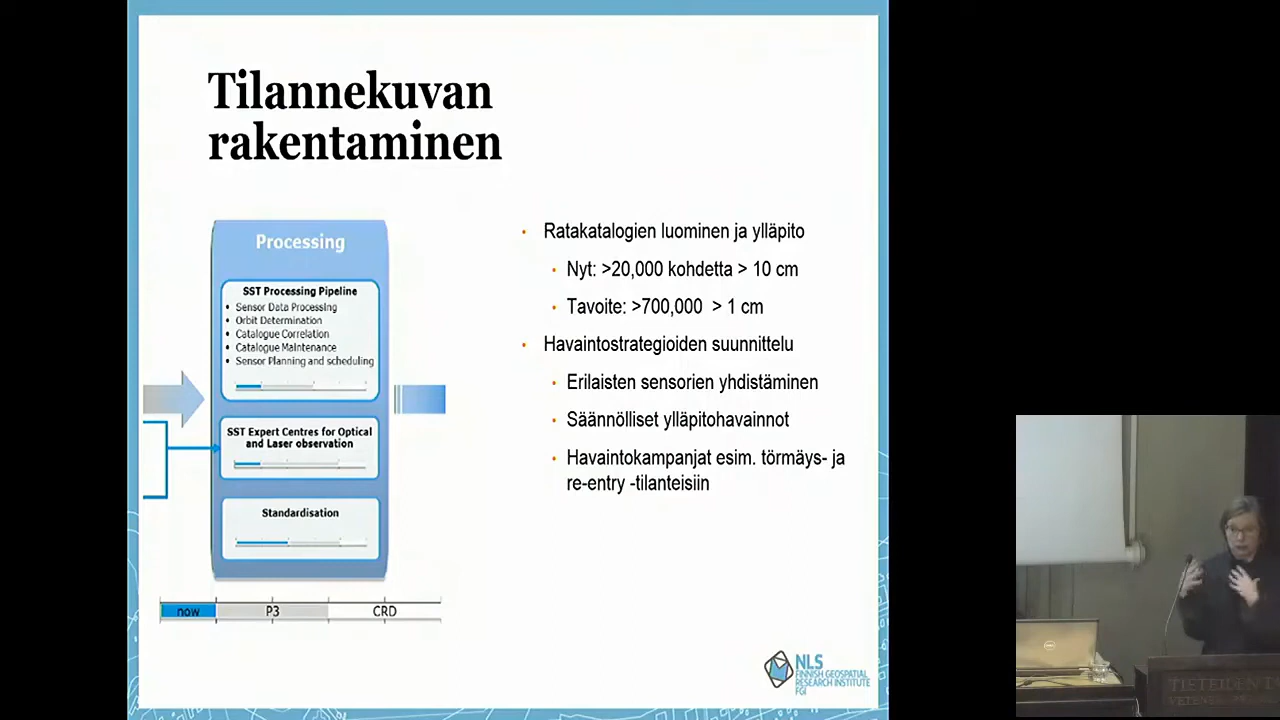 Tilannekuvan
rakentaminen
Processing
SST Processing Pipeline
• Sensor Data Processing
• Orbit Determination
• Catalogue Correlation
• Catalogue Maintenance
• Sensor Planning and scheduling
SST Expert Centres for Optical
and Laser observation
Standardisation
now P3 CRD
• Ratakatalogien luominen ja ylläpito
• Nyt: >20,000 kohdetta > 10 cm
• Tavoite: >700,000 > 1 cm
• Havaintostrategioiden suunnittelu
• Erilaisten sensorien yhdistäminen
• Säännölliset ylläpitohavainnot
• Havaintokampanjat esim. törmäys- ja
re-entry -tilanteisiin
NLS
FINNISH GEOSPATIAL
RESEARCH INSTITUTE
FGI
TIETEIDEN